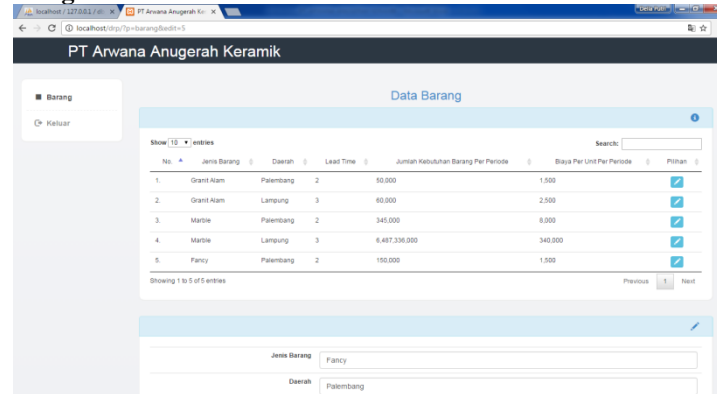 localhost / 127.0.0.1 / dr
PT Arwana Anugerah Ker
localhost/drp/?p=barang&edit=5
PT Arwana Anugerah Keramik
Barang
Keluar
Data Barang
Show 10 entries
Search:
No. Jenis Barang Daerah Lead Time Jumlah Kebutuhan Barang Per Periode Biaya Per Unit Per Periode Pilihan
1. Granit Alam Palembang 2 50,000 1,500
2. Granit Alam Lampung 3 60,000 2,500
3. Marble Palembang 2 345,000 8,000
4. Marble Lampung 3 6,467,336,000 340,000
5. Fancy Palembang 2 150,000 1,500
Showing 1 to 5 of 5 entries
Previous 1 Next
Jenis Barang Fancy
Daerah Palembang